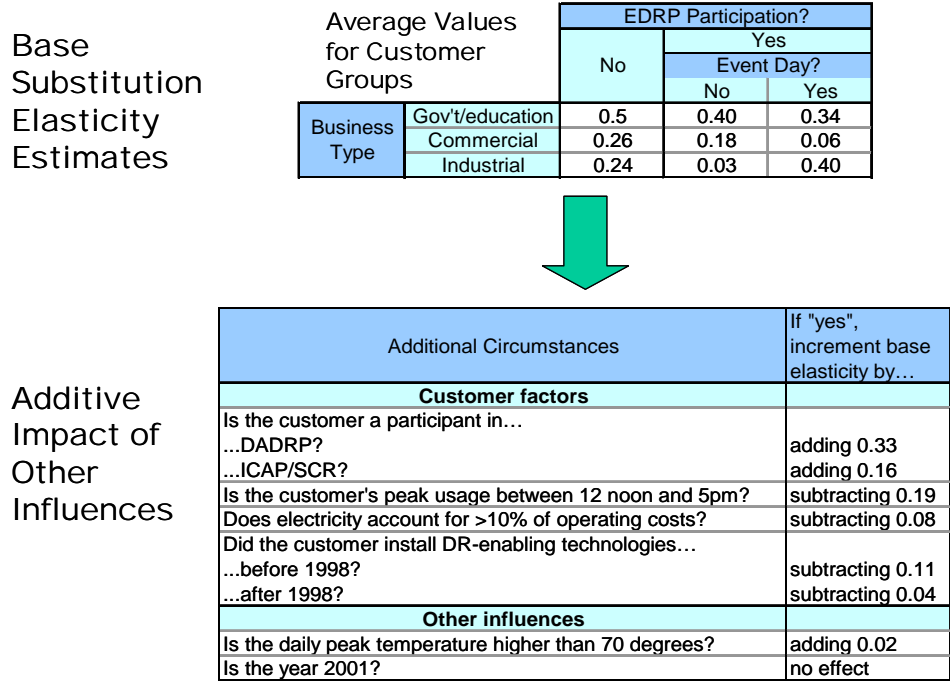 Base
Substitution
Elasticity
Estimates
Average Values
for Customer
Groups
EDRP Participation?
No
Yes
Event Day?
No Yes
Business
Type
Gov't/education 0.5 0.40 0.34
Commercial 0.26 0.18 0.06
Industrial 0.24 0.03 0.40
Additive
Impact of
Other
Influences
Additional Circumstances
If "yes",
increment base
elasticity by…
Customer factors
Is the customer a participant in…
...DADRP? adding 0.33
...ICAP/SCR? adding 0.16
Is the customer's peak usage between 12 noon and 5pm? subtracting 0.19
Does electricity account for >10% of operating costs? subtracting 0.08
Did the customer install DR-enabling technologies…
...before 1998? subtracting 0.11
...after 1998? subtracting 0.04
Other influences
Is the daily peak temperature higher than 70 degrees? adding 0.02
Is the year 2001? no effect